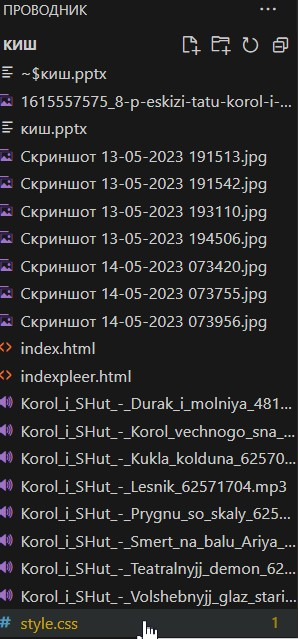 ПРОВОДНИК ...
КИШ
~$киш.pptx
1615557575_8-p-eskizi-tatu-korol-i-...
киш.pptx
Скриншот 13-05-2023 191513.jpg
Скриншот 13-05-2023 191542.jpg
Скриншот 13-05-2023 193110.jpg
Скриншот 13-05-2023 194506.jpg
Скриншот 14-05-2023 073420.jpg
Скриншот 14-05-2023 073755.jpg
Скриншот 14-05-2023 073956.jpg
index.html
indexpleer.html
Korol_i_SHut_-_Durak_i_molniya_481...
Korol_i_SHut_-_Korol_vechnogo_sna_...
Korol_i_SHut_-_Kukla_kolduna_62570...
Korol_i_SHut_-_Lesnik_62571704.mp3
Korol_i_SHut_-_Prygnu_so_skaly_625...
Korol_i_SHut_-_Smert_na_balu_Ariya_...
Korol_i_SHut_-_Teatralnyjj_demon_62...
Korol_i_SHut_-_Volshebnyjj_glaz_stari...
# style.css 1